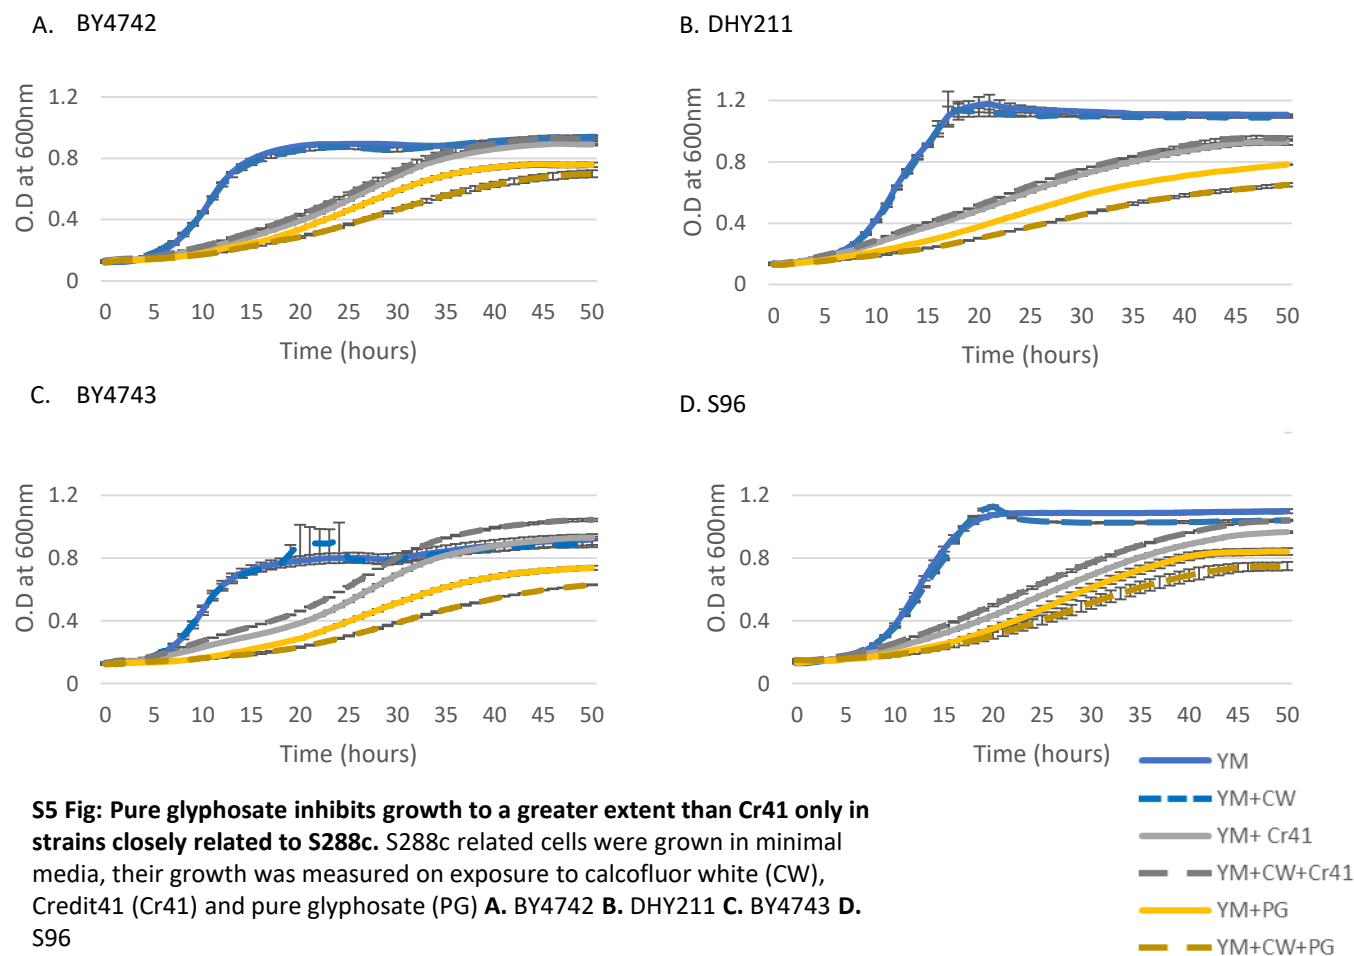 A. BY4742
O.D at 600nm
1.2
0.8
0.4
0
0 5 10 15 20 25 30 35 40 45 50
Time (hours)
B. DHY211
O.D at 600nm
1.2
0.8
0.4
0
0 5 10 15 20 25 30 35 40 45 50
Time (hours)
C. BY4743
O.D at 600nm
1.2
0.8
0.4
0
0 5 10 15 20 25 30 35 40 45 50
Time (hours)
D. S96
O.D at 600nm
1.2
0.8
0.4
0
0 5 10 15 20 25 30 35 40 45 50
Time (hours)
YM
YM+CW
YM+ Cr41
YM+CW+Cr41
YM+PG
YM+CW+PG
S5 Fig: Pure glyphosate inhibits growth to a greater extent than Cr41 only in
strains closely related to S288c. S288c related cells were grown in minimal
media, their growth was measured on exposure to calcofluor white (CW),
Credit41 (Cr41) and pure glyphosate (PG) A. BY4742 B. DHY211 C. BY4743 D.
S96